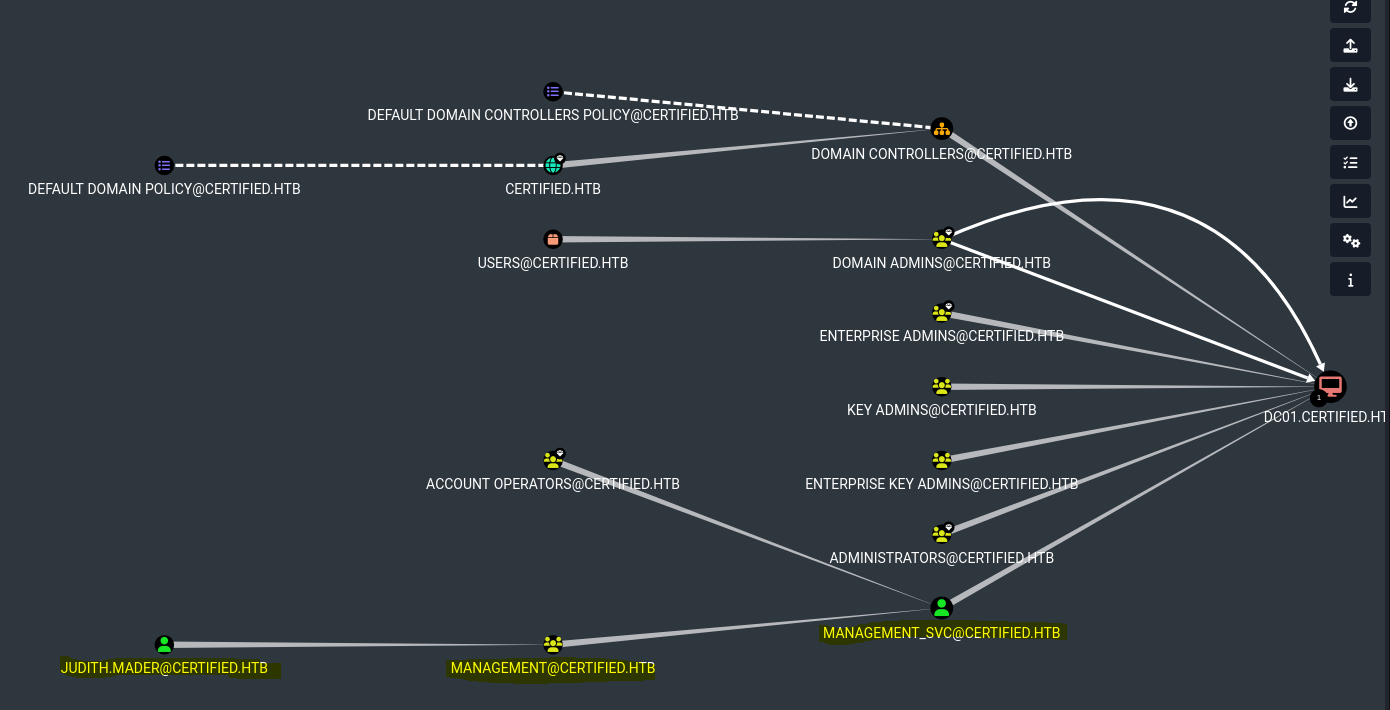 DEFAULT DOMAIN CONTROLLERS POLICY@CERTIFIED.HTB
DOMAIN CONTROLLERS@CERTIFIED.HTB
DEFAULT DOMAIN POLICY@CERTIFIED.HTB
CERTIFIED.HTB
USERS@CERTIFIED.HTB
DOMAIN ADMINS@CERTIFIED.HTB
ENTERPRISE ADMINS@CERTIFIED.HTB
KEY ADMINS@CERTIFIED.HTB
1
DC01.CERTIFIED.HT
ACCOUNT OPERATORS@CERTIFIED.HTB
ENTERPRISE KEY ADMINS@CERTIFIED.HTB
ADMINISTRATORS@CERTIFIED.HTB
MANAGEMENT_SVC@CERTIFIED.HTB
JUDITH.MADER@CERTIFIED.HTB
MANAGEMENT@CERTIFIED.HTB